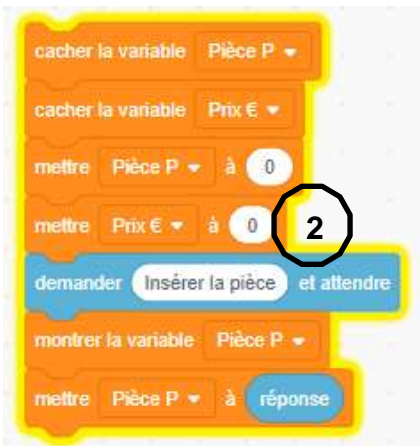 cacher la variable Pièce P
cacher la variable Prix €
mettre Pièce P à 0
mettre Prix € à 0
2
demander Insérer la pièce et attendre
montrer la variable Pièce P
mettre Pièce P à réponse